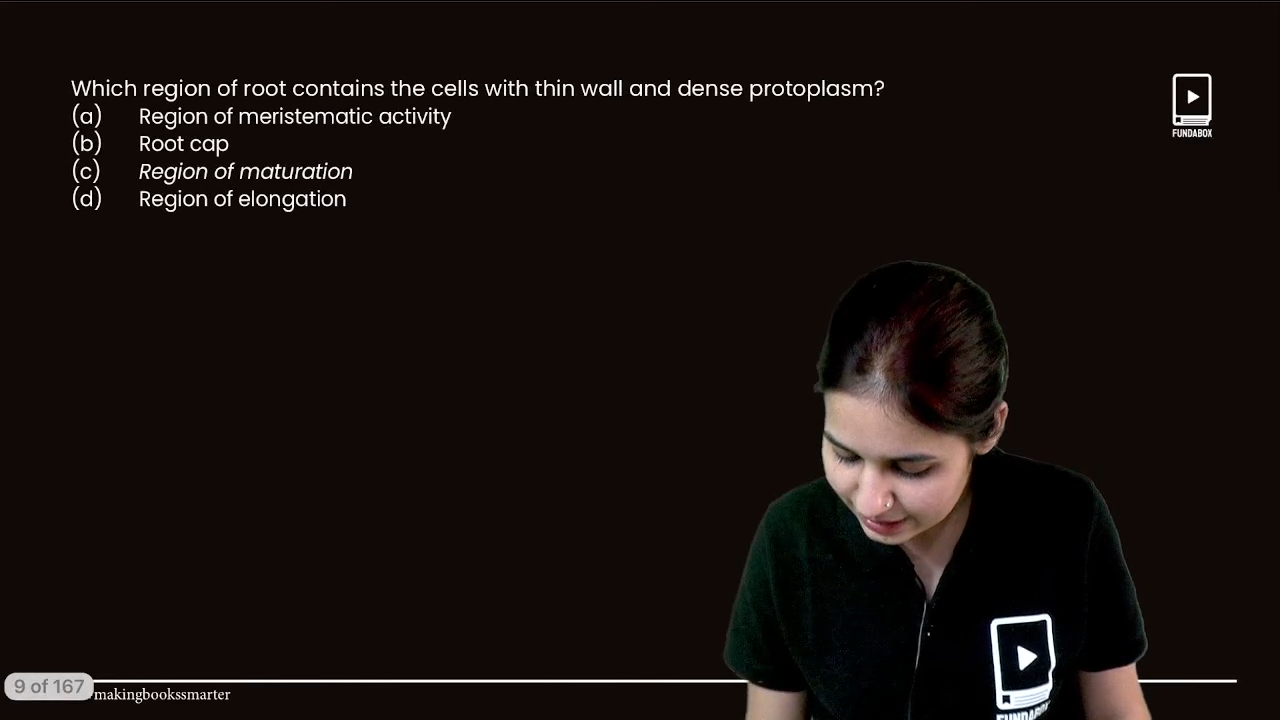 Which region of root contains the cells with thin wall and dense protoplasm?
(a) Region of meristematic activity
(b) Root cap
(c) Region of maturation
(d) Region of elongation
FUNDABOX
FUNDABOX
9 of 167
makingbookssmarter